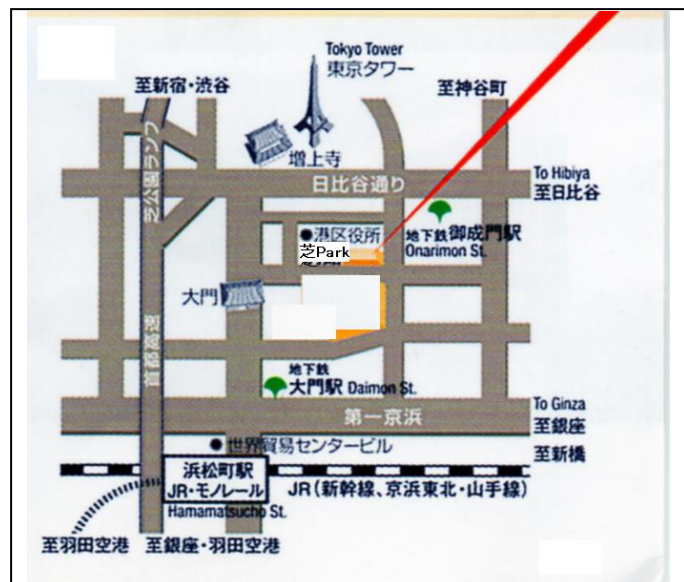 Tokyo Tower
東京タワー
至新宿・渋谷
至神谷町
増上寺
芝公園ランプ
日比谷通り
To Hibiya
至日比谷
港区役所
地下鉄御成門駅
Onarimon St.
芝Park
大門
首都高速
地下鉄
大門駅 Daimon St.
To Ginza
至銀座
第一京浜
世界貿易センタービル
至新橋
浜松町駅
JR・モノレール
JR(新幹線、京浜東北・山手線)
Hamamatsucho St.
至羽田空港
至銀座・羽田空港